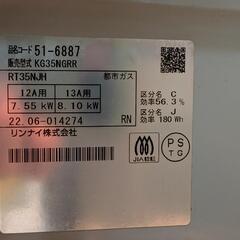 品名コード 51-6887
販売型式 KG35NGRR
RT35NJH 都市ガス
12A用 13A用
7.55 kW 8.10 kW
区分名 C
効率56.3 %
区分名 J
効率 180 Wh
22.06-014274 RN
リンナイ株式会社
JIA認証
PS
TG